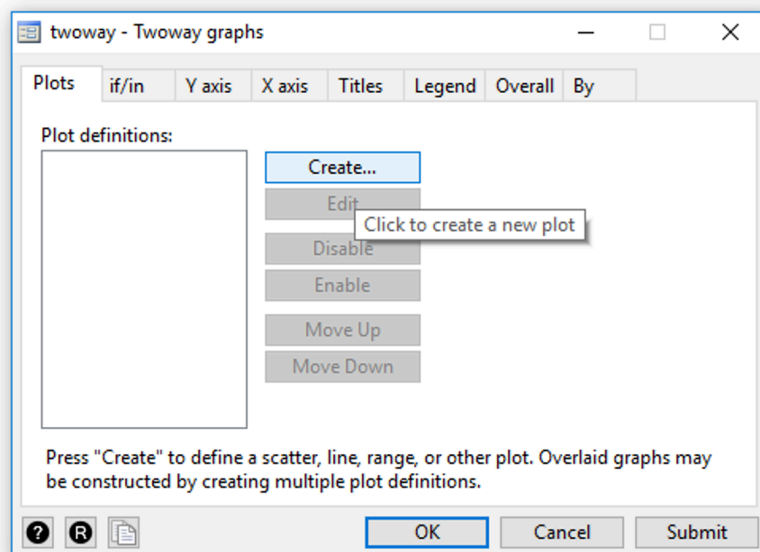 twoway - Twoway graphs
Plots if/in Y axis X axis Titles Legend Overall By
Plot definitions:
Create...
Edit
Click to create a new plot
Disable
Enable
Move Up
Move Down
Press "Create" to define a scatter, line, range, or other plot. Overlaid graphs may
be constructed by creating multiple plot definitions.
? R OK Cancel Submit